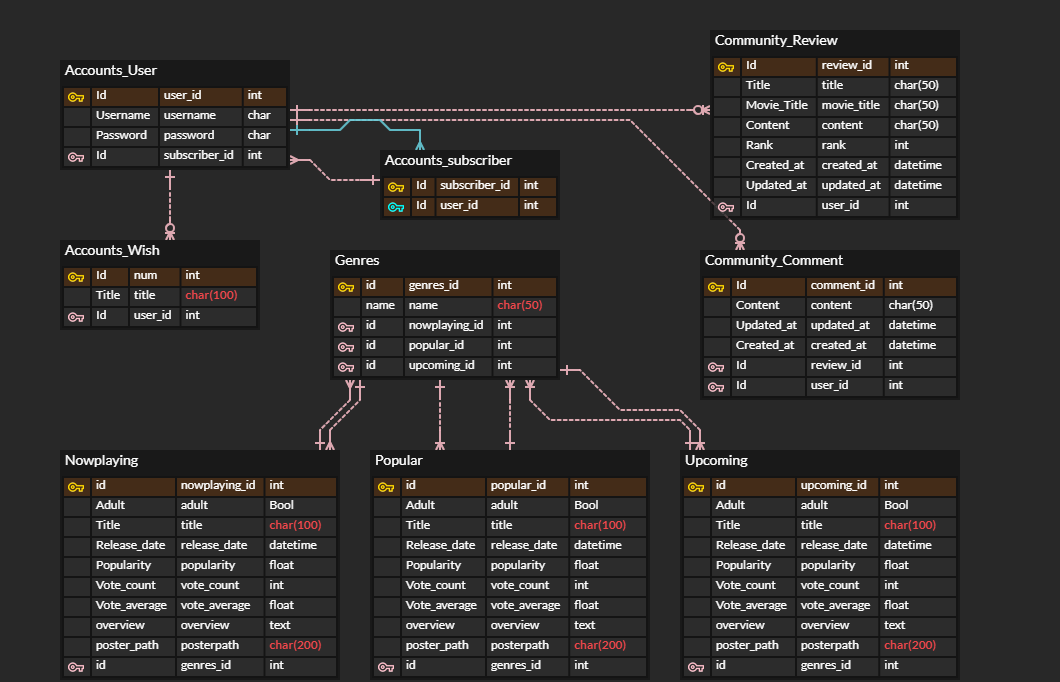 Accounts_User
Id user_id int
Username username char
Password password char
Id subscriber_id int
Community_Review
Id review_id int
Title title char(50)
Movie_Title movie_title char(50)
Content content char(50)
Rank rank int
Created_at created_at datetime
Updated_at updated_at datetime
Id user_id int
Accounts_subscriber
Id subscriber_id int
Id user_id int
Accounts_Wish
Id num int
Title title char(100)
Id user_id int
Genres
id genres_id int
name name char(50)
id nowplaying_id int
id popular_id int
id upcoming_id int
Community_Comment
Id comment_id int
Content content char(50)
Updated_at updated_at datetime
Created_at created_at datetime
Id review_id int
Id user_id int
Nowplaying
id nowplaying_id int
Adult adult Bool
Title title char(100)
Release_date release_date datetime
Popularity popularity float
Vote_count vote_count int
Vote_average vote_average float
overview overview text
poster_path posterpath char(200)
id genres_id int
Popular
id popular_id int
Adult adult Bool
Title title char(100)
Release_date release_date datetime
Popularity popularity float
Vote_count vote_count int
Vote_average vote_average float
overview overview text
poster_path posterpath char(200)
id genres_id int
Upcoming
id upcoming_id int
Adult adult Bool
Title title char(100)
Release_date release_date datetime
Popularity popularity float
Vote_count vote_count int
Vote_average vote_average float
overview overview text
poster_path posterpath char(200)
id genres_id int